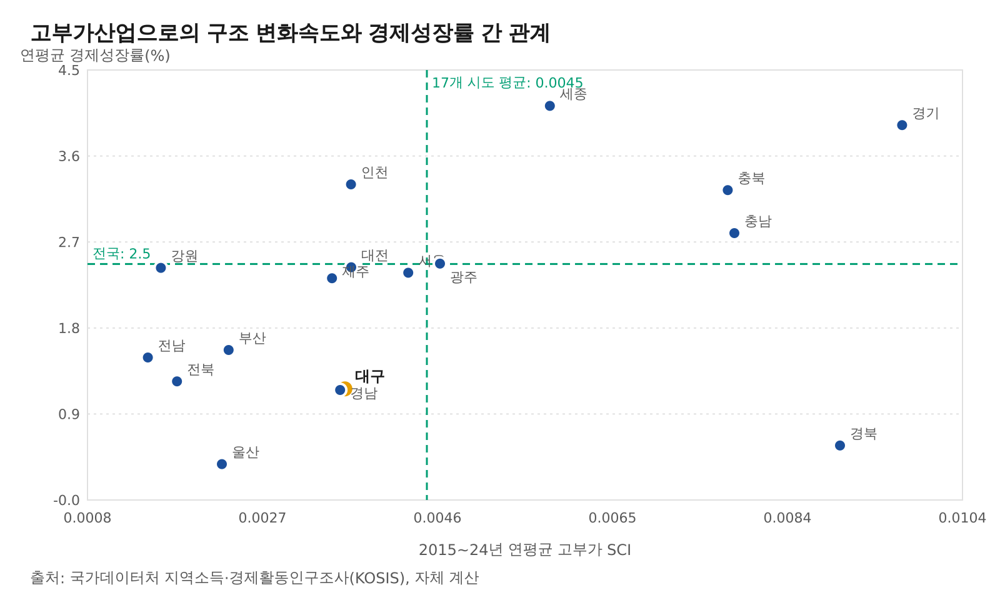 고부가산업으로의 구조 변화속도와 경제성장률 간 관계
연평균 경제성장률(%)
4.5
17개 시도 평균: 0.0045
세종
경기
3.6
인천
충북
충남
2.7
전국: 2.5
강원
대전
서울
제주
광주
1.8
부산
전남
전북
대구
경남
0.9
경북
울산
-0.0
0.0008 0.0027 0.0046 0.0065 0.0084 0.0104
2015~24년 연평균 고부가 SCI
출처: 국가데이터처 지역소득·경제활동인구조사(KOSIS), 자체 계산